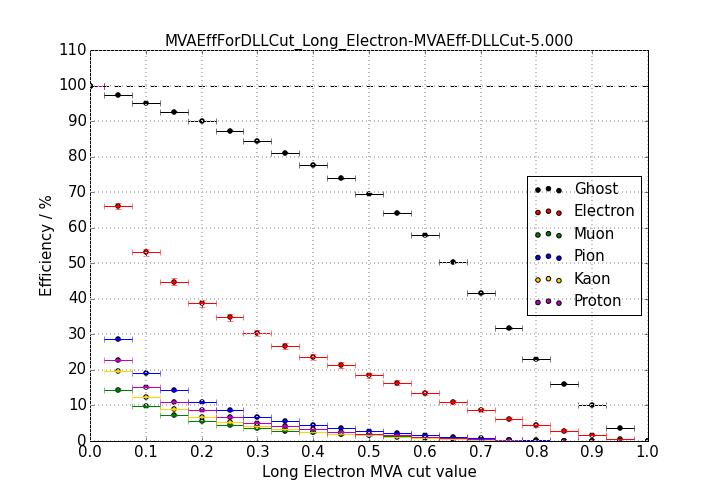 MVAEffForDLLCut_Long_Electron-MVAEff-DLLCut-5.000
110
100
90
80
70
60
50
40
30
20
10
0
Efficiency / %
Ghost
Electron
Muon
Pion
Kaon
Proton
0.0 0.1 0.2 0.3 0.4 0.5 0.6 0.7 0.8 0.9 1.0
Long Electron MVA cut value